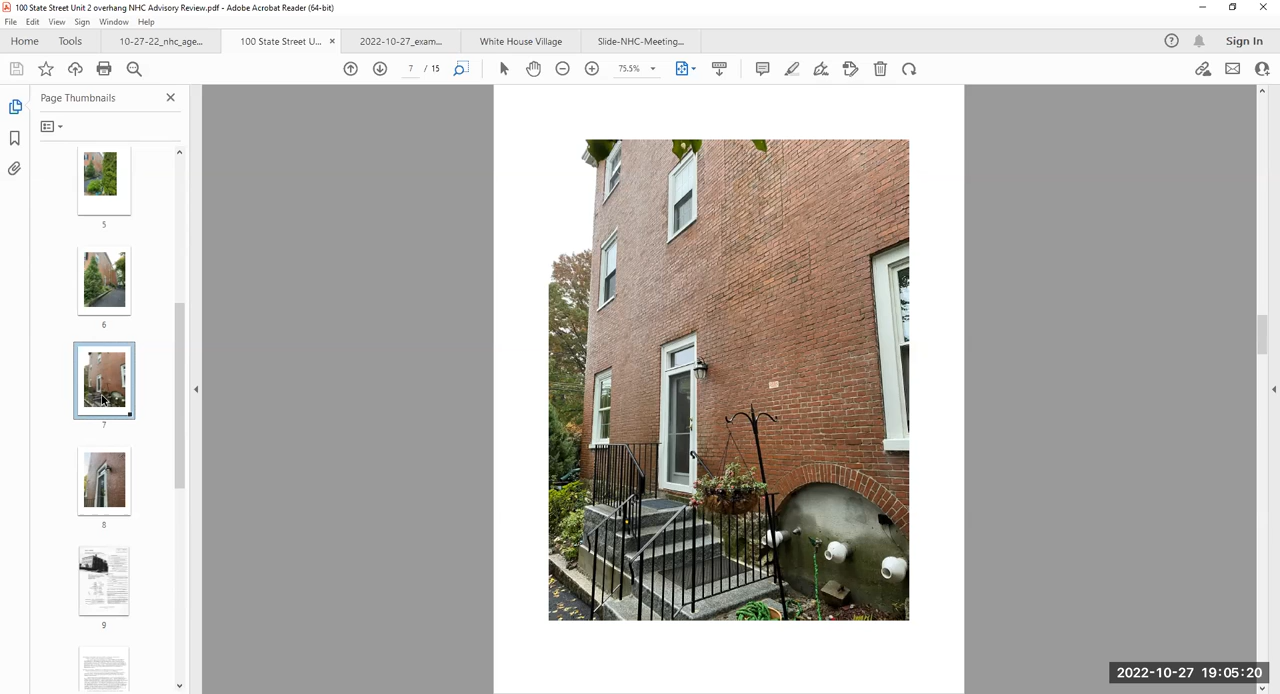 100 State Street Unit 2 overhang NHC Advisory Review.pdf - Adobe Acrobat Reader (64-bit)
File Edit View Sign Window Help
Home Tools 10-27-22_nhc_age... 100 State Street U... 2022-10-27_exam... White House Village Slide-NHC-Meeting... Sign In
7 / 15 75.5%
Page Thumbnails
5
6
7
8
9
2022-10-27 19:05:20